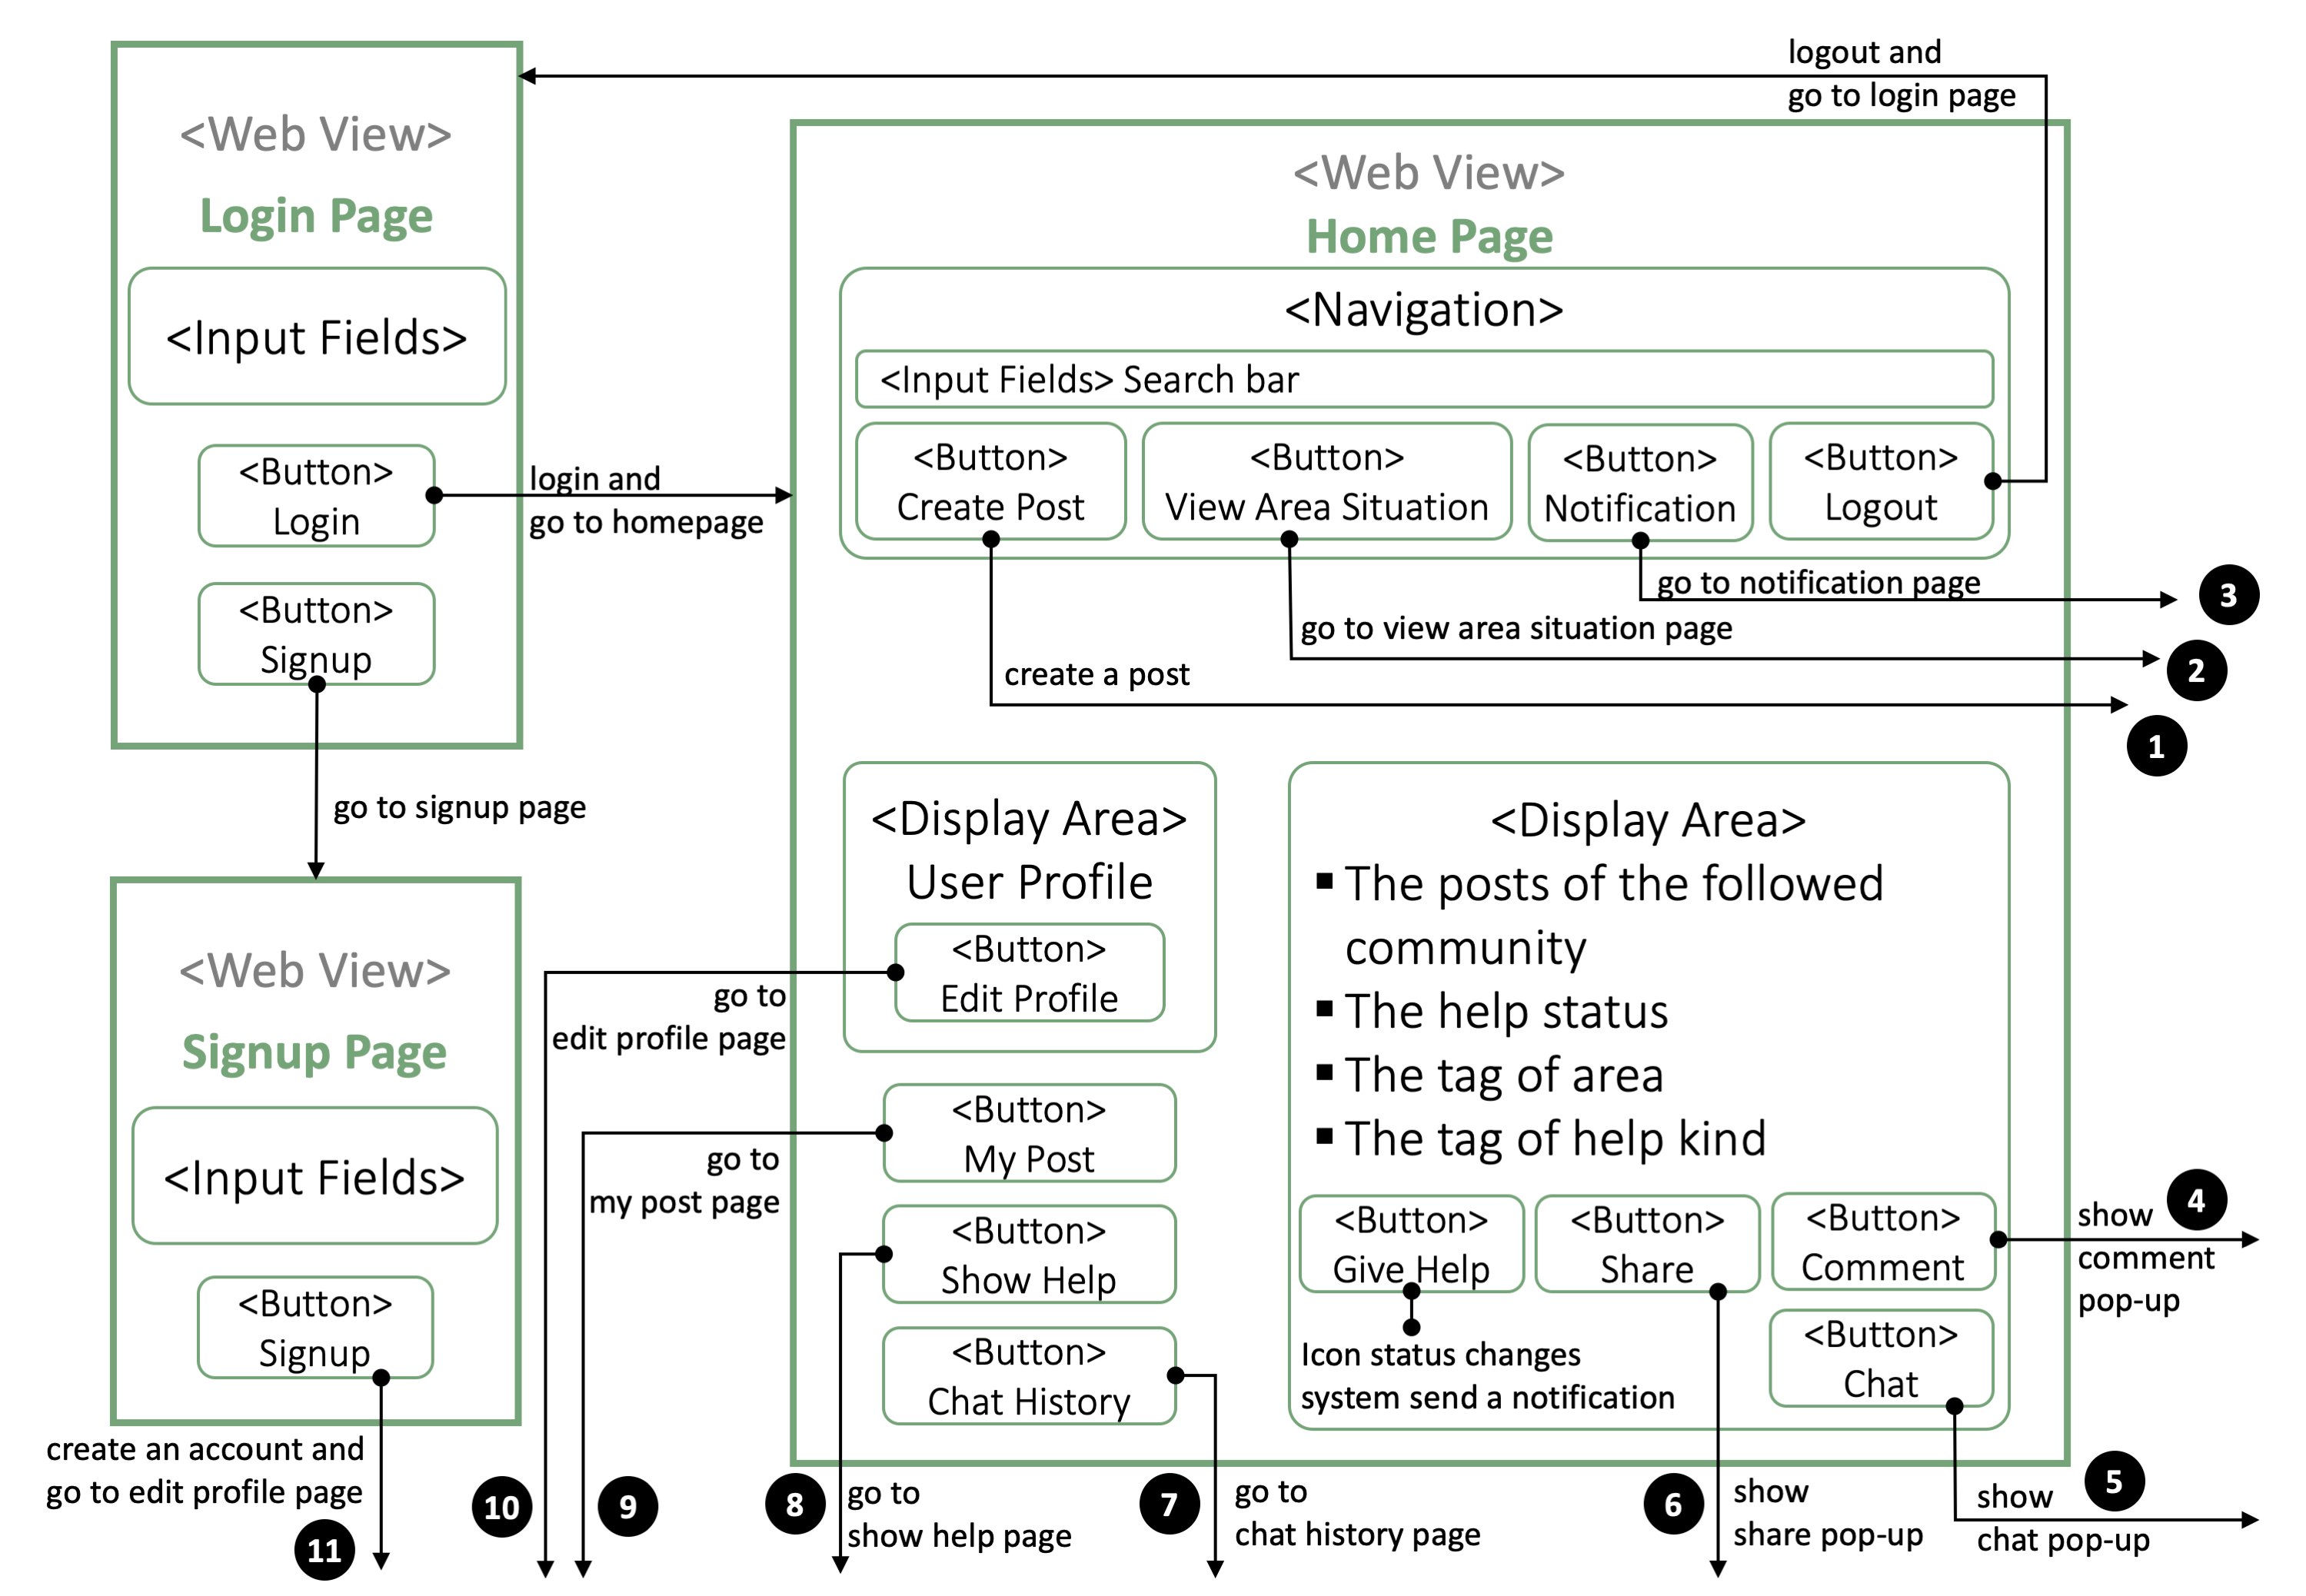 <Web View>
Login Page
<Input Fields>
<Button>
Login
<Button>
Signup
login and
go to homepage
go to signup page
<Web View>
Signup Page
<Input Fields>
<Button>
Signup
create an account and
go to edit profile page
11
logout and
go to login page
<Web View>
Home Page
<Navigation>
<Input Fields> Search bar
<Button>
Create Post
<Button>
View Area Situation
<Button>
Notification
<Button>
Logout
go to notification page
3
go to view area situation page
2
create a post
1
<Display Area>
User Profile
<Button>
Edit Profile
go to
edit profile page
10
<Button>
My Post
go to
my post page
9
<Button>
Show Help
8
go to
show help page
<Button>
Chat History
7
go to
chat history page
<Display Area>
▪ The posts of the followed
community
▪ The help status
▪ The tag of area
▪ The tag of help kind
<Button>
Give Help
Icon status changes
system send a notification
<Button>
Share
6
show
share pop-up
<Button>
Comment
4
show
comment
pop-up
<Button>
Chat
5
show
chat pop-up